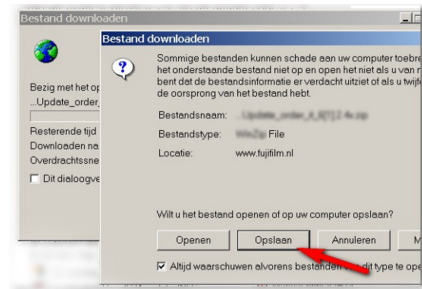 Bestand downloaden
Bezig met het op
...Update_order_
Resterende tijd
Downloaden na
Overdrachtssne
Dit dialoogve
Bestand downloaden
Sommige bestanden kunnen schade aan uw computer toebre
het onderstaande bestand niet op en open het niet als u van m
bent dat de bestandsinformatie er verdacht uitziet of als u twijfe
de oorsprong van het bestand hebt.
Bestandsnaam:
Bestandstype: WinZip File
Locatie: www.fujifilm.nl
Wilt u het bestand openen of op uw computer opslaan?
Openen Opslaan Annuleren M
Altijd waarschuwen alvorens bestanden dit type te ope